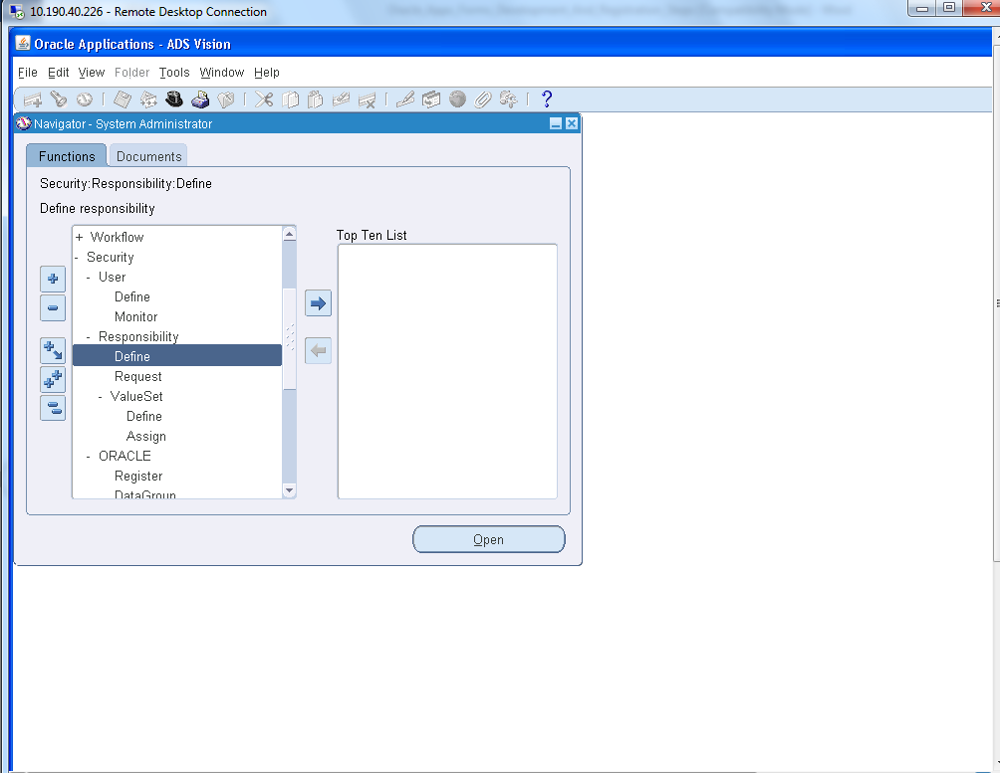 10.190.40.226 - Remote Desktop Connection
Oracle Applications - ADS Vision
File Edit View Folder Tools Window Help
?
Navigator - System Administrator
Functions Documents
Security:Responsibility:Define
Define responsibility
Top Ten List
+ Workflow
- Security
- User
Define
Monitor
- Responsibility
Define
Request
- ValueSet
Define
Assign
- ORACLE
Register
DataGroup
Open